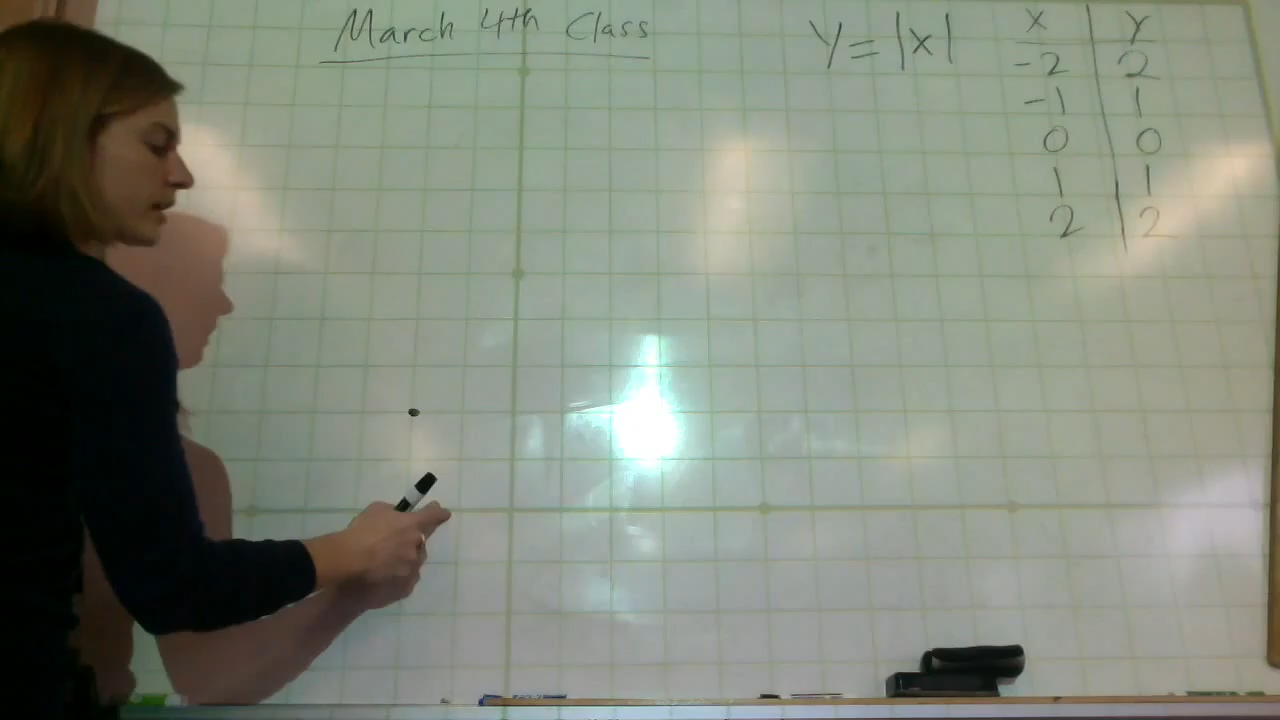 March 4th Class
Y = |x|
x | y
-2 | 2
-1 | 1
0 | 0
1 | 1
2 | 2